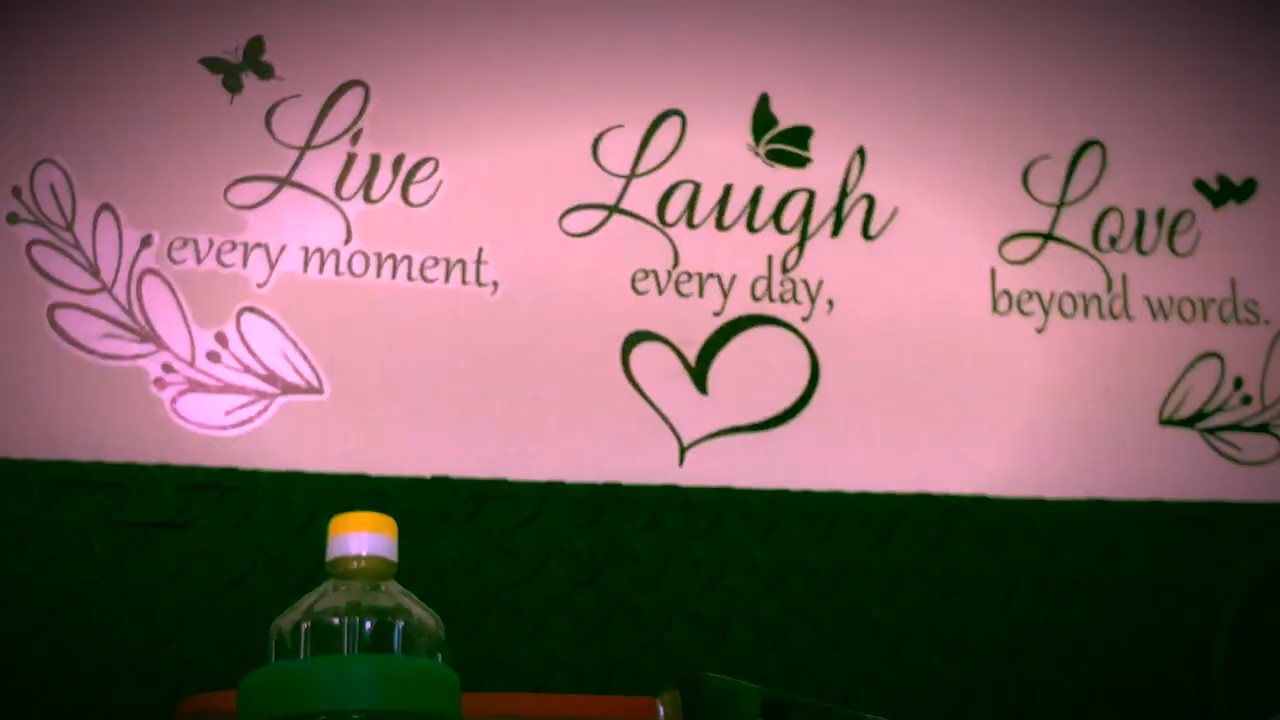 Live
every moment,
Laugh
every day,
Love
beyond words.